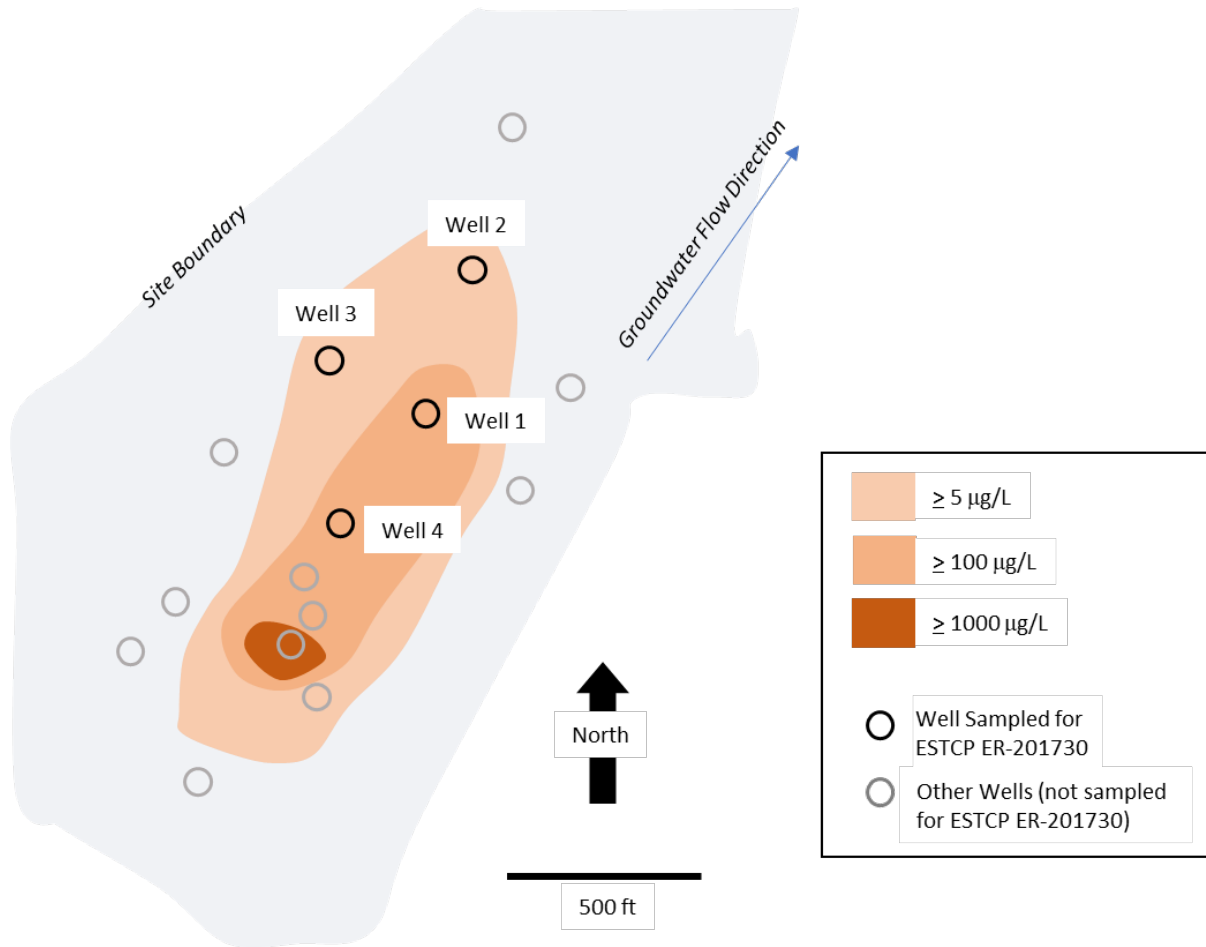 Site Boundary
Groundwater Flow Direction
Well 2
Well 3
Well 1
Well 4
North
500 ft
≥ 5 µg/L
≥ 100 µg/L
≥ 1000 µg/L
Well Sampled for
ESTCP ER-201730
Other Wells (not sampled
for ESTCP ER-201730)